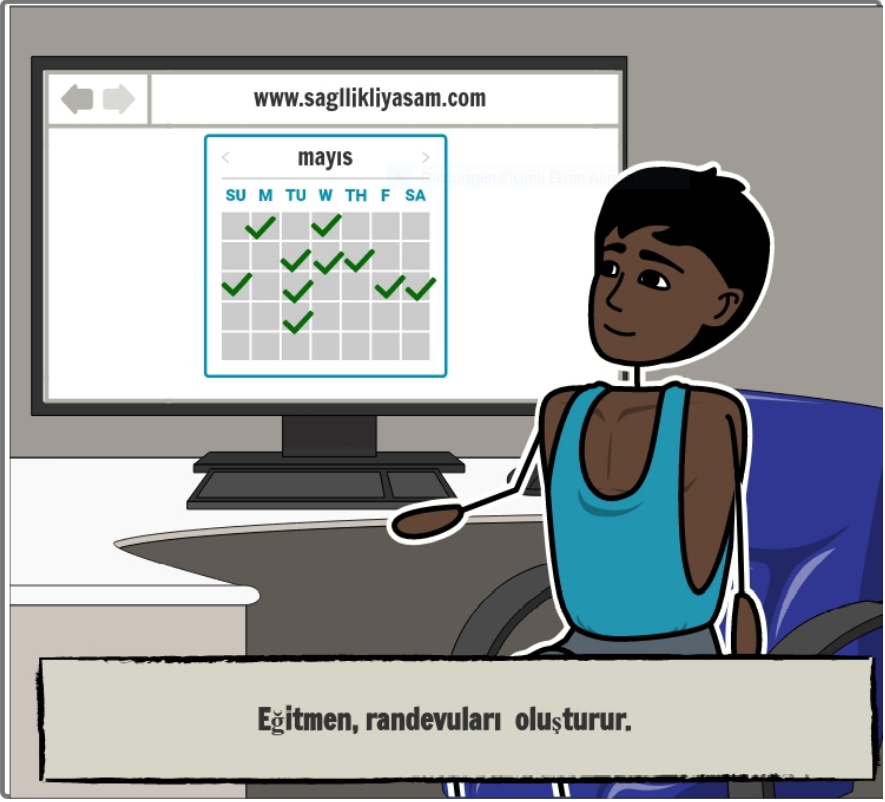 www.sagllikliyasam.com
mayıs
SU M TU W TH F SA
Eğitmen, randevuları oluşturur.